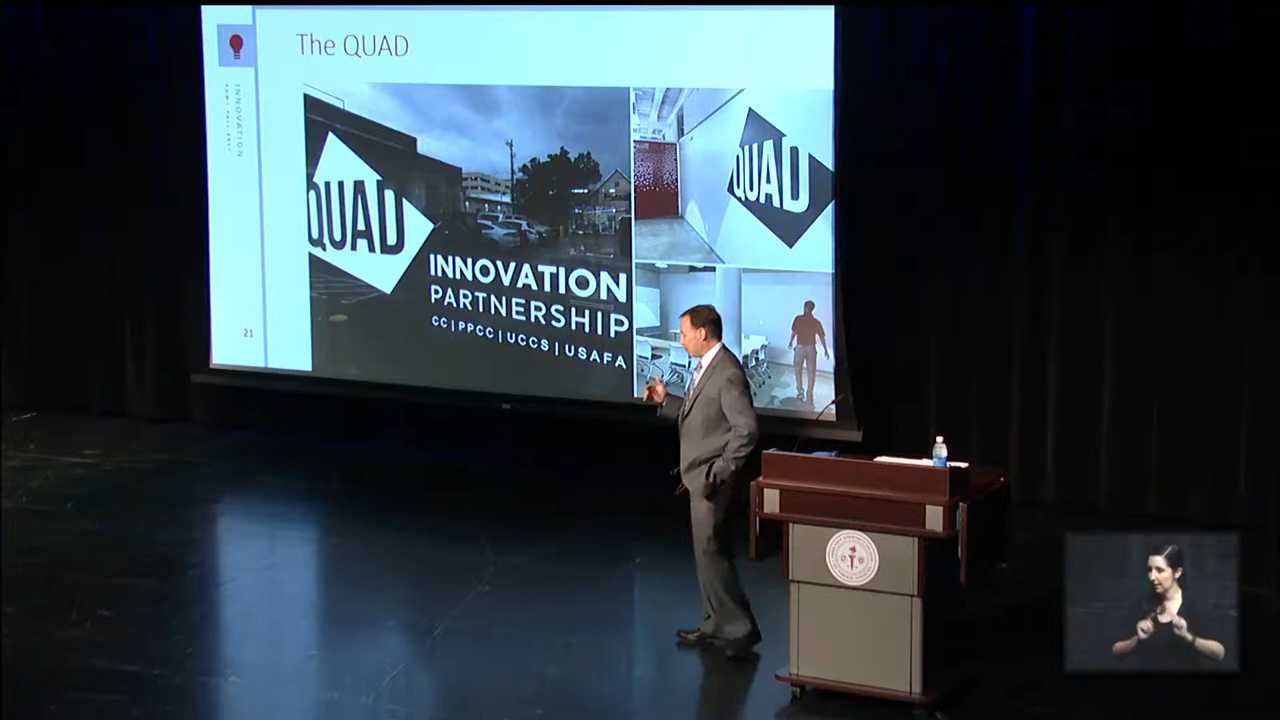 The QUAD
INNOVATION
QUAD
INNOVATION
PARTNERSHIP
CC|PPCC|UCCS|USAFA
QUAD
21